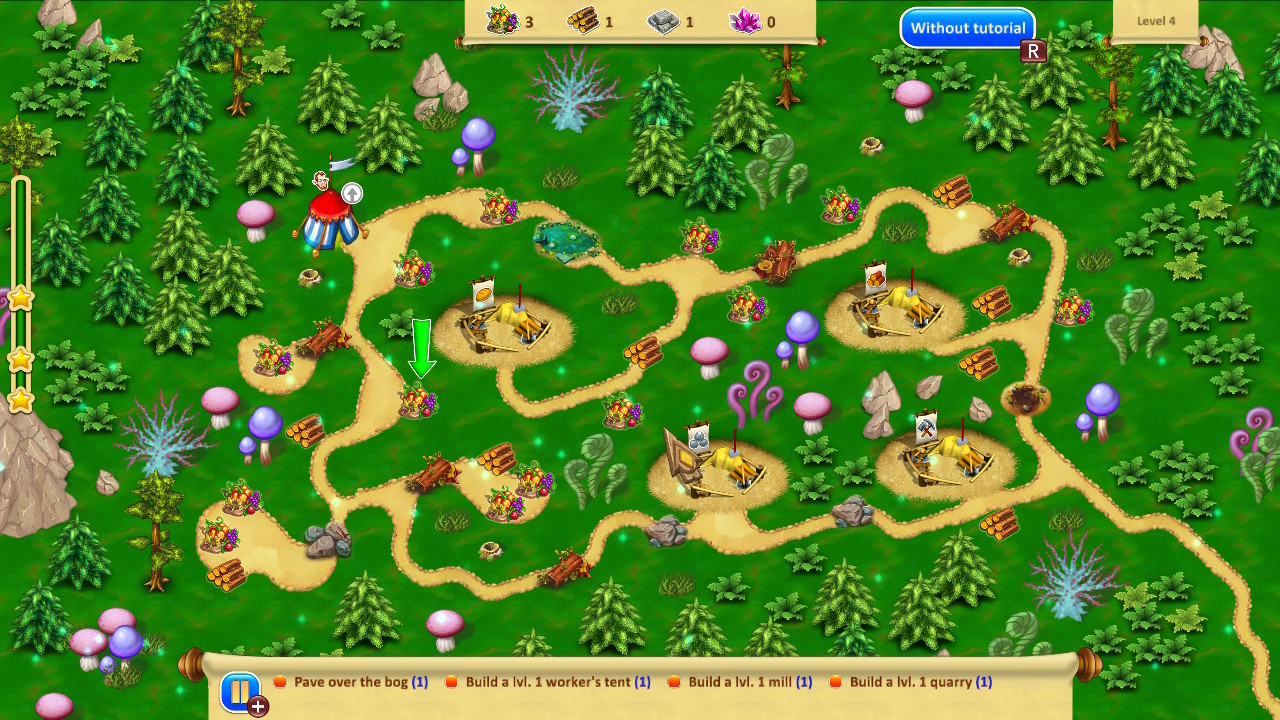 3 1 1 0
Without tutorial
R
Level 4
Pave over the bog (1) Build a lvl. 1 worker's tent (1) Build a lvl. 1 mill (1) Build a lvl. 1 quarry (1)